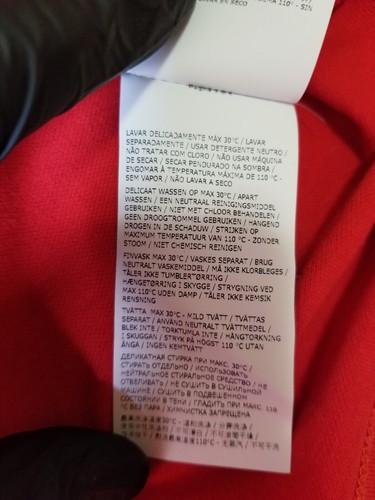 MA 110° - SIN
LAVAR DELICADAMENTE MÁX 30°C / LAVAR
SEPARADAMENTE / USAR DETERGENTE NEUTRO /
NÃO TRATAR COM CLORO / NÃO USAR MÁQUINA
DE SECAR / SECAR PENDURADO NA SOMBRA /
ENGOMAR À TEMPERATURA MÁXIMA DE 110°C -
SEM VAPOR / NÃO LAVAR A SECO
DELICAAT WASSEN OP MAX 30°C / APART
WASSEN / EEN NEUTRAAL REINIGINGSMIDDEL
GEBRUIKEN / NIET MET CHLOOR BEHANDELEN /
GEEN DROOGTROMMEL GEBRUIKEN / HANGEND
DROGEN IN DE SCHADUW / STRIJKEN OP
MAXIMUM TEMPERATUUR VAN 110 °C - ZONDER
STOOM / NIET CHEMISCH REINIGEN
FINVASK MAX 30°C / VASKES SEPARAT / BRUG
NEUTRALT VASKEMIDDEL / MÅ IKKE KLORBLEGES /
TÅLER IKKE TUMBLETØRRING /
HÆNGETØRRING I SKYGGE / STRYGNING VED
MAX 110°C UDEN DAMP / TÅLER IKKE KEMISK
RENSNING
TVÄTTA MAX 30°C - MILD TVÄTT / TVÄTTAS
SEPARAT / ANVÄND NEUTRALT TVÄTTMEDEL /
BLEK INTE / TORKTUMLA INTE / HÄNGTORKNING
I SKUGGAN / STRYK PÅ HÖGST 110 °C UTAN
ÅNGA / INGEN KEMTVÄTT
ДЕЛИКАТНАЯ СТИРКА ПРИ МАКС. 30°C /
СТИРАТЬ ОТДЕЛЬНО / ИСПОЛЬЗОВАТЬ
НЕЙТРАЛЬНОЕ СТИРАЛЬНОЕ СРЕДСТВО / НЕ
ОТБЕЛИВАТЬ / НЕ СУШИТЬ В СУШИЛЬНОЙ
МАШИНЕ / СУШИТЬ В ПОДВЕШЕННОМ
СОСТОЯНИИ В ТЕНИ / ГЛАДИТЬ ПРИ МАКС. 110
°C БЕЗ ПАРА / ХИМЧИСТКА ЗАПРЕЩЕНА